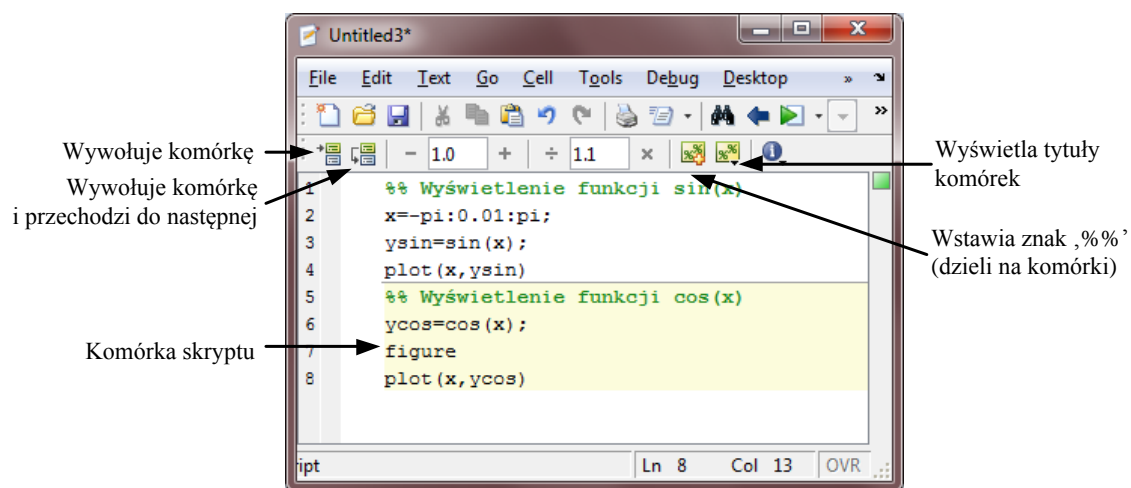 Untitled3*
File Edit Text Go Cell Tools Debug Desktop »
»
− 1.0 + ÷ 1.1 ×
Wywołuje komórkę
Wywołuje komórkę
i przechodzi do następnej
Komórka skryptu
1 %% Wyświetlenie funkcji sin(x)
2 x=-pi:0.01:pi;
3 ysin=sin(x);
4 plot(x,ysin)
5 %% Wyświetlenie funkcji cos(x)
6 ycos=cos(x);
7 figure
8 plot(x,ycos)
Wyświetla tytuły
komórek
Wstawia znak ‚%%’
(dzieli na komórki)
ipt Ln 8 Col 13 OVR